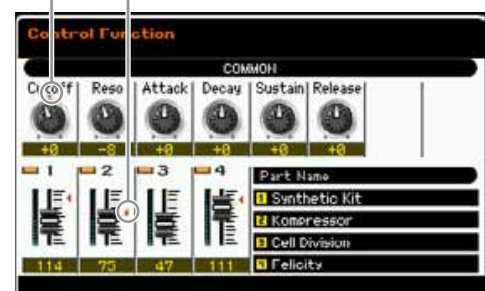 Control Function
COMMON
Cutoff Reso Attack Decay Sustain Release
+0 -8 +0 +0 +0 +0
1 2 3 4 Part Name
1 Synthetic Kit
2 Kompressor
3 Cell Division
4 Felicity
114 75 47 111